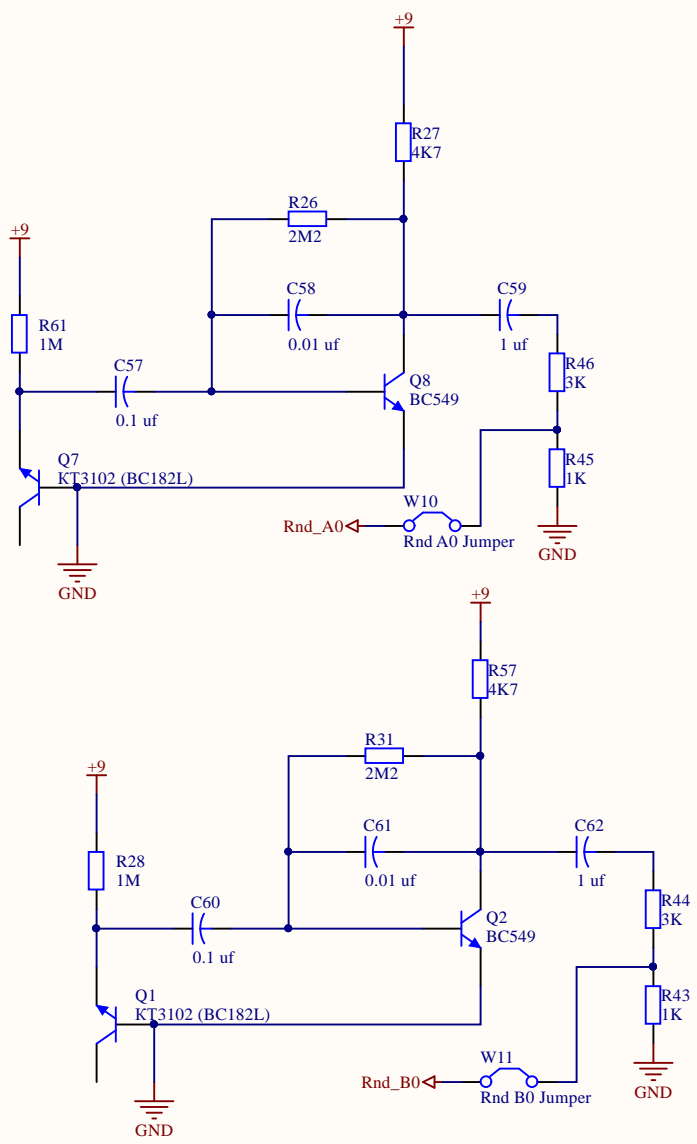 +9
R27
4K7
R26
2M2
+9
C58
0.01 uf
C59
1 uf
R61
1M
C57
0.1 uf
R46
3K
Q8
BC549
Q7
KT3102 (BC182L)
R45
1K
W10
Rnd_A0
Rnd A0 Jumper
GND
GND
+9
R57
4K7
R31
2M2
+9
C61
0.01 uf
C62
1 uf
R28
1M
C60
0.1 uf
R44
3K
Q2
BC549
Q1
KT3102 (BC182L)
R43
1K
W11
Rnd_B0
Rnd B0 Jumper
GND
GND